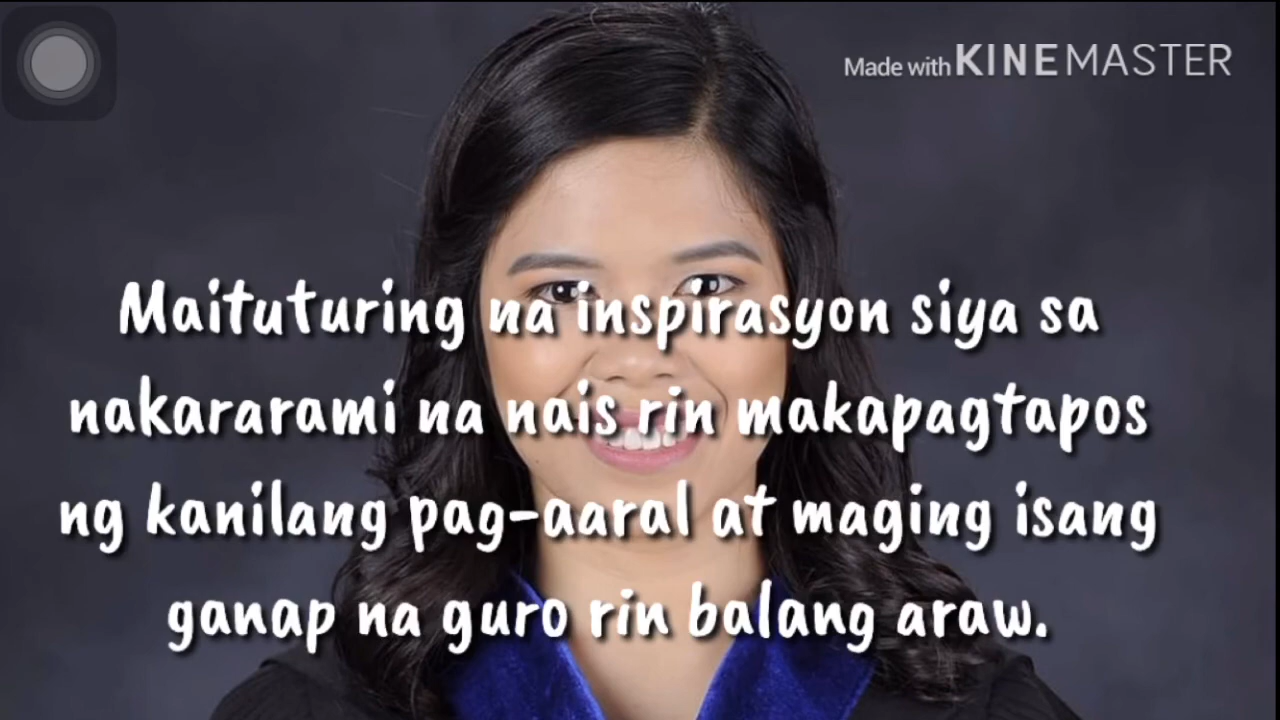 Made with KINEMASTER
Maituturing na inspirasyon siya sa
nakararami na nais rin makapagtapos
ng kanilang pag-aaral at maging isang
ganap na guro rin balang araw.